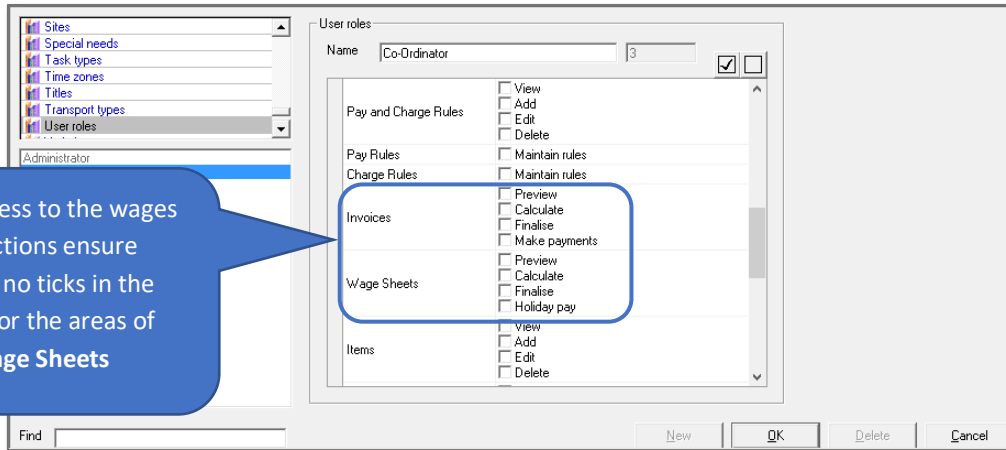 Sites
Special needs
Task types
Time zones
Titles
Transport types
User roles
Administrator
Find
User roles
Name Co-Ordinator 3
Pay and Charge Rules
View
Add
Edit
Delete
Pay Rules Maintain rules
Charge Rules Maintain rules
Invoices
Preview
Calculate
Finalise
Make payments
Wage Sheets
Preview
Calculate
Finalise
Holiday pay
Items
View
Add
Edit
Delete
ess to the wages
ctions ensure
no ticks in the
or the areas of
age Sheets
New OK Delete Cancel